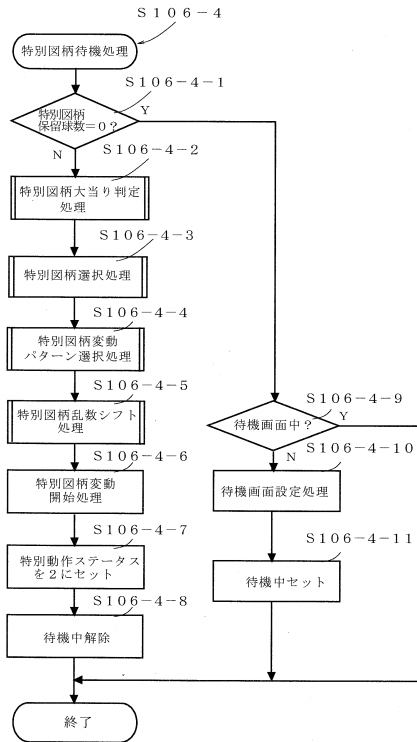 S106-4
特別図柄待機処理
S106-4-1
特別図柄
保留球数=0?
Y
N
S106-4-2
特別図柄大当り判定
処理
S106-4-3
特別図柄選択処理
S106-4-4
特別図柄変動
パターン選択処理
S106-4-5
特別図柄乱数シフト
処理
S106-4-6
特別図柄変動
開始処理
S106-4-7
特別動作ステータス
を2にセット
S106-4-8
待機中解除
S106-4-9
待機画面中?
Y
N
S106-4-10
待機画面設定処理
S106-4-11
待機中セット
終了